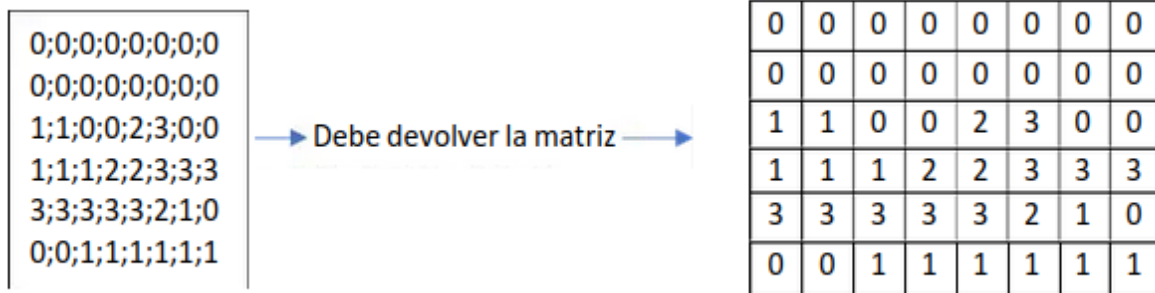 0;0;0;0;0;0;0;0
0;0;0;0;0;0;0;0
1;1;0;0;2;3;0;0
1;1;1;2;2;3;3;3
3;3;3;3;3;2;1;0
0;0;1;1;1;1;1;1
Debe devolver la matriz
0 0 0 0 0 0 0 0
0 0 0 0 0 0 0 0
1 1 0 0 2 3 0 0
1 1 1 2 2 3 3 3
3 3 3 3 3 2 1 0
0 0 1 1 1 1 1 1